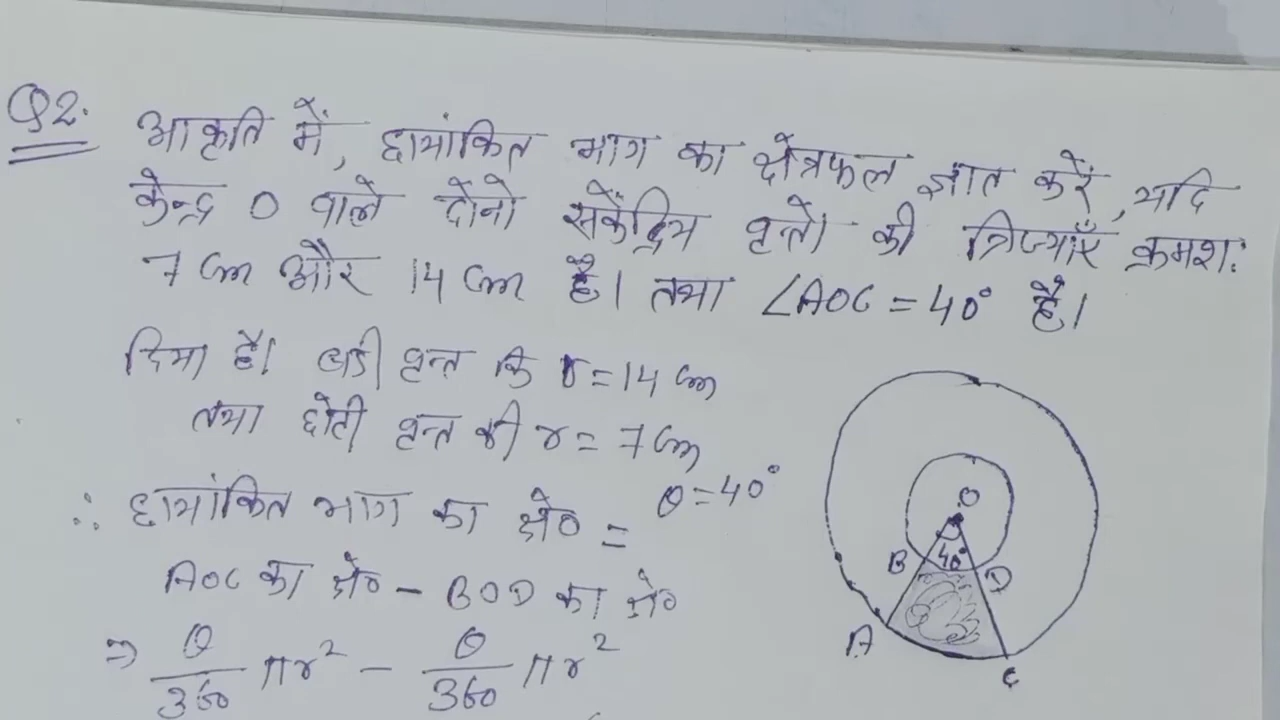 Q2. आकृति में, छायांकित भाग का क्षेत्रफल ज्ञात करें, यदि
केन्द्र O वाले दोनो संकेंद्रिय वृत्तो की त्रिज्याएँ क्रमश:
7 cm और 14 cm है। तथा ∠AOC = 40° है।
दिया है। बडी वृत्त कि r = 14 cm
तथा छोटी वृत्त की r = 7 cm
θ = 40°
∴ छायांकित भाग का क्षे० =
AOC का क्षे० – BOD का क्षे०
⇒ θ/360 πr² – θ/360 πr²
O
40°
B D
A
C